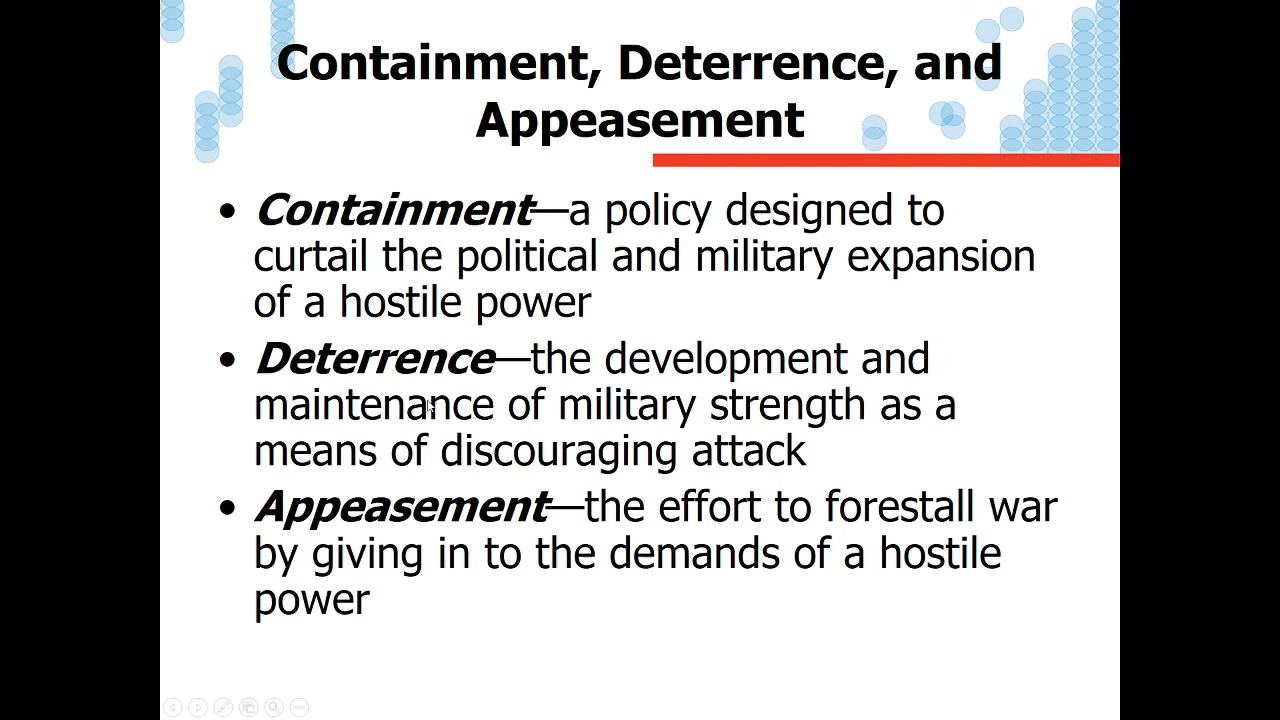 Containment, Deterrence, and
Appeasement
• Containment—a policy designed to
curtail the political and military expansion
of a hostile power
• Deterrence—the development and
maintenance of military strength as a
means of discouraging attack
• Appeasement—the effort to forestall war
by giving in to the demands of a hostile
power